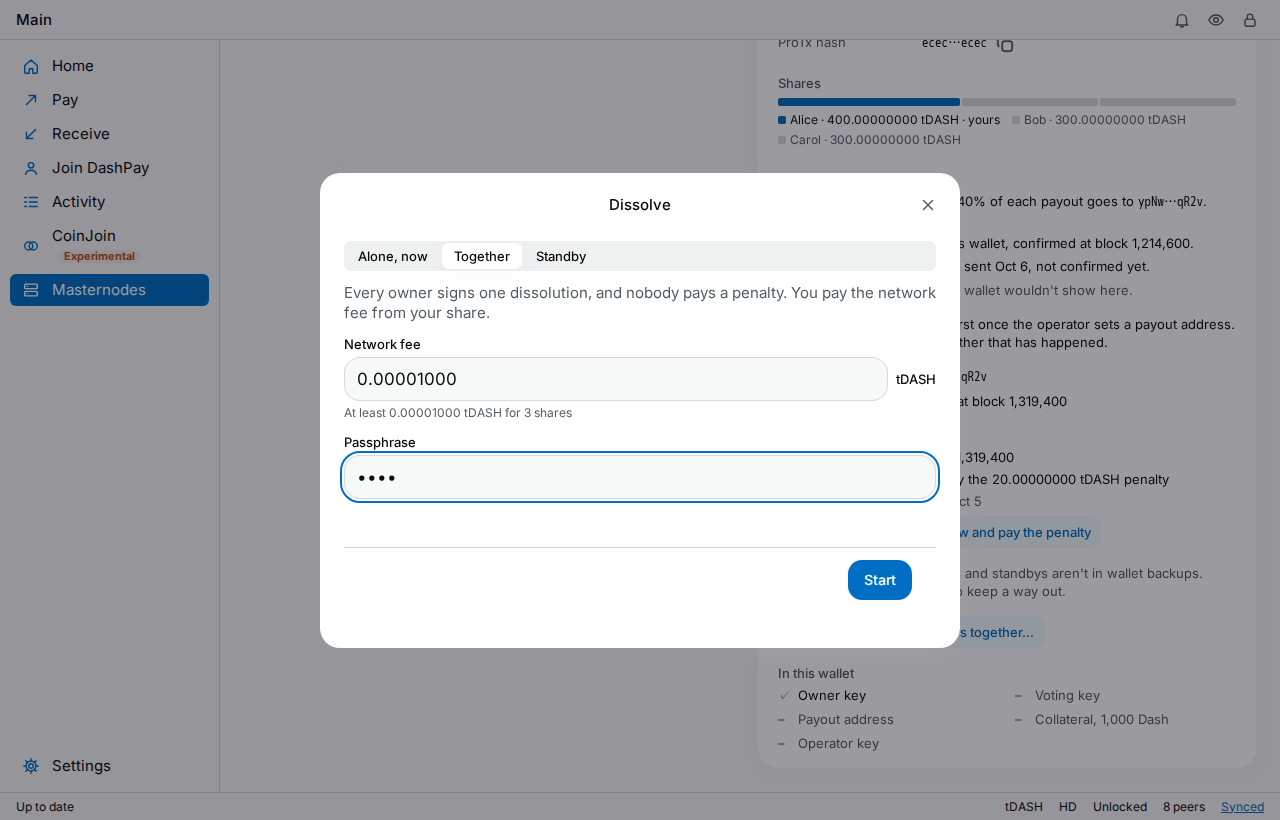 Main
Home
Pay
Receive
Join DashPay
Activity
CoinJoin
Experimental
Masternodes
Settings
ProTx hash ecec···ecec
Shares
Alice · 400.00000000 tDASH · yours Bob · 300.00000000 tDASH
Carol · 300.00000000 tDASH
40% of each payout goes to ypNw···qR2v.
wallet, confirmed at block 1,214,600.
sent Oct 6, not confirmed yet.
wallet wouldn't show here.
once the operator sets a payout address.
that has happened.
qR2v
at block 1,319,400
,319,400
the 20.00000000 tDASH penalty
5
and pay the penalty
and standbys aren't in wallet backups.
keep a way out.
together...
In this wallet
✓ Owner key – Voting key
– Payout address – Collateral, 1,000 Dash
– Operator key
Dissolve
Alone, now Together Standby
Every owner signs one dissolution, and nobody pays a penalty. You pay the network
fee from your share.
Network fee
0.00001000 tDASH
At least 0.00001000 tDASH for 3 shares
Passphrase
••••
Start
Up to date tDASH HD Unlocked 8 peers Synced